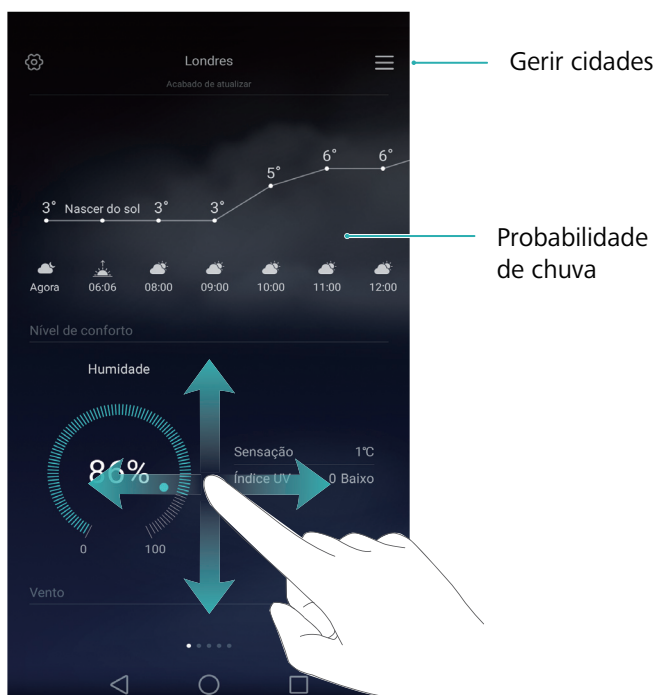 Londres
Gerir cidades
Acabado de atualizar
6° 6°
5°
3° Nascer do sol 3° 3°
Probabilidade
de chuva
Agora 06:06 08:00 09:00 10:00 11:00 12:00
Nível de conforto
Humidade
Sensação 1°C
86% Índice UV 0 Baixo
0 100
Vento